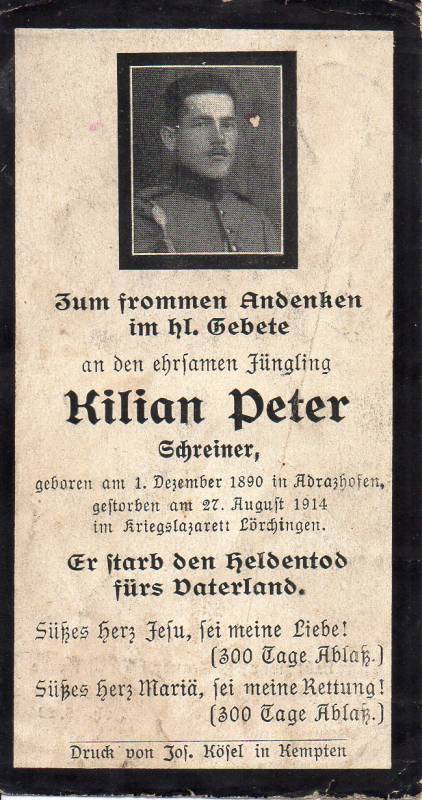 Zum frommen Andenken
im hl. Gebete
an den ehrsamen Jüngling
Kilian Peter
Schreiner,
geboren am 1. Dezember 1890 in Adrazhofen,
gestorben am 27. August 1914
im Kriegslazarett Lörchingen.
Er starb den Heldentod
fürs Vaterland.
Süßes Herz Jesu, sei meine Liebe!
(300 Tage Ablaß.)
Süßes Herz Mariä, sei meine Rettung!
(300 Tage Ablaß.)
Druck von Jos. Kösel in Kempten